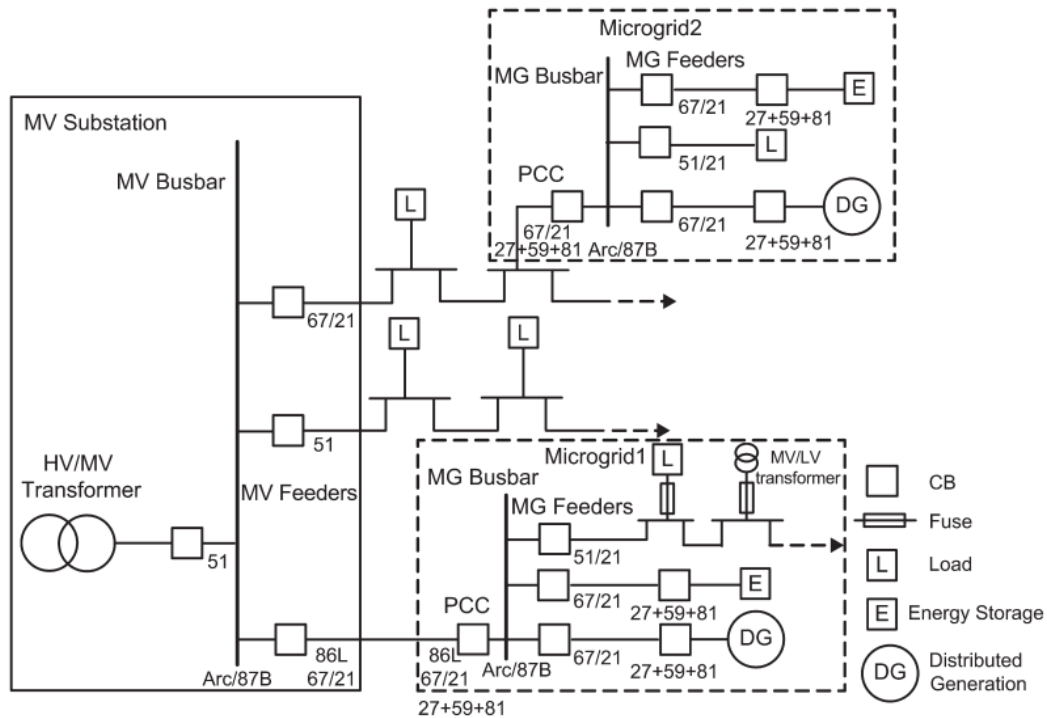 Microgrid2
MG Busbar
MG Feeders
67/21
27+59+81
E
51/21
L
PCC
67/21
27+59+81
Arc/87B
67/21
27+59+81
DG
MV Substation
MV Busbar
L
67/21
L
L
51
HV/MV
Transformer
51
MV Feeders
86L
67/21
Arc/87B
Microgrid1
L
MV/LV
transformer
MG Busbar
MG Feeders
51/21
67/21
27+59+81
E
PCC
86L
67/21
27+59+81
Arc/87B
67/21
27+59+81
DG
CB
Fuse
L
Load
E
Energy Storage
DG
Distributed
Generation